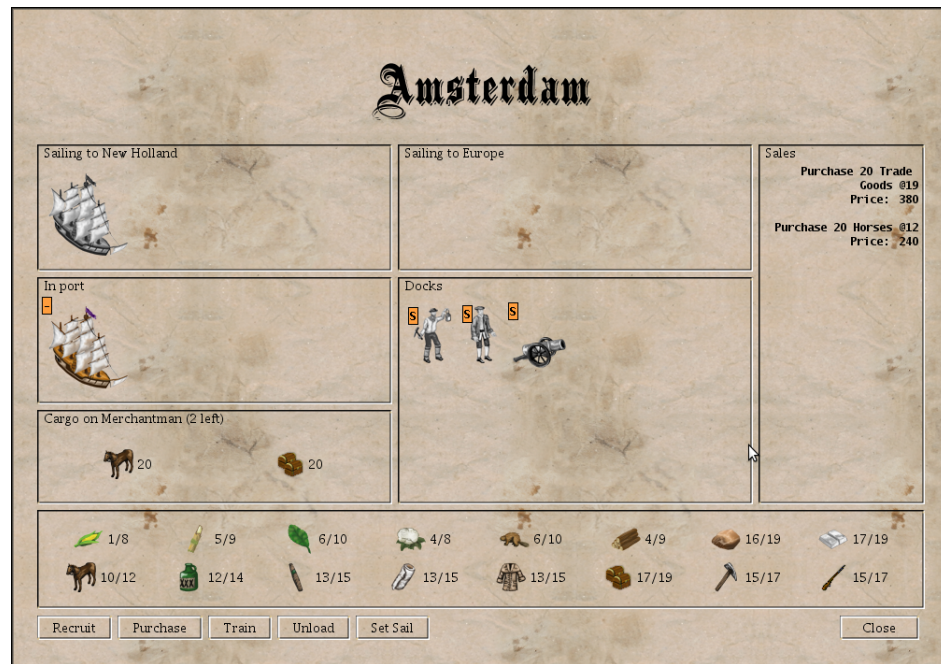 Amsterdam
Sailing to New Holland
Sailing to Europe
Sales
Purchase 20 Trade
Goods @19
Price: 380
Purchase 20 Horses @12
Price: 240
In port
-
Docks
S
S
S
Cargo on Merchantman (2 left)
20
20
1/8
5/9
6/10
4/8
6/10
4/9
16/19
17/19
10/12
XXX
12/14
13/15
13/15
13/15
17/19
15/17
15/17
Recruit
Purchase
Train
Unload
Set Sail
Close